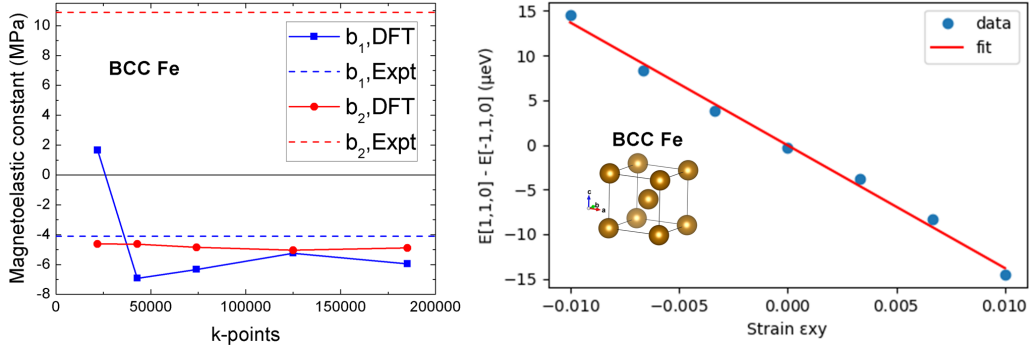 Magnetoelastic constant (MPa)
10
8
6
4
2
0
-2
-4
-6
-8
BCC Fe
b1,DFT
b1,Expt
b2,DFT
b2,Expt
0
50000
100000
150000
200000
k-points
E[1,1,0] - E[-1,1,0] (μeV)
15
10
5
0
−5
−10
−15
data
fit
BCC Fe
c
b
a
−0.010
−0.005
0.000
0.005
0.010
Strain εxy